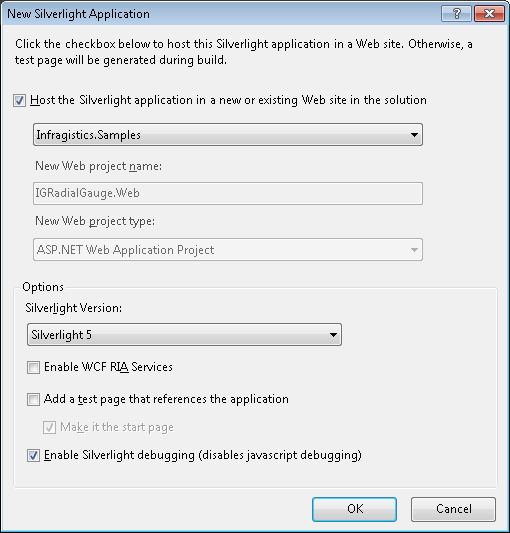 New Silverlight Application
?
Click the checkbox below to host this Silverlight application in a Web site. Otherwise, a
test page will be generated during build.
Host the Silverlight application in a new or existing Web site in the solution
Infragistics.Samples
New Web project name:
IGRadialGauge.Web
New Web project type:
ASP.NET Web Application Project
Options
Silverlight Version:
Silverlight 5
Enable WCF RIA Services
Add a test page that references the application
Make it the start page
Enable Silverlight debugging (disables javascript debugging)
OK Cancel